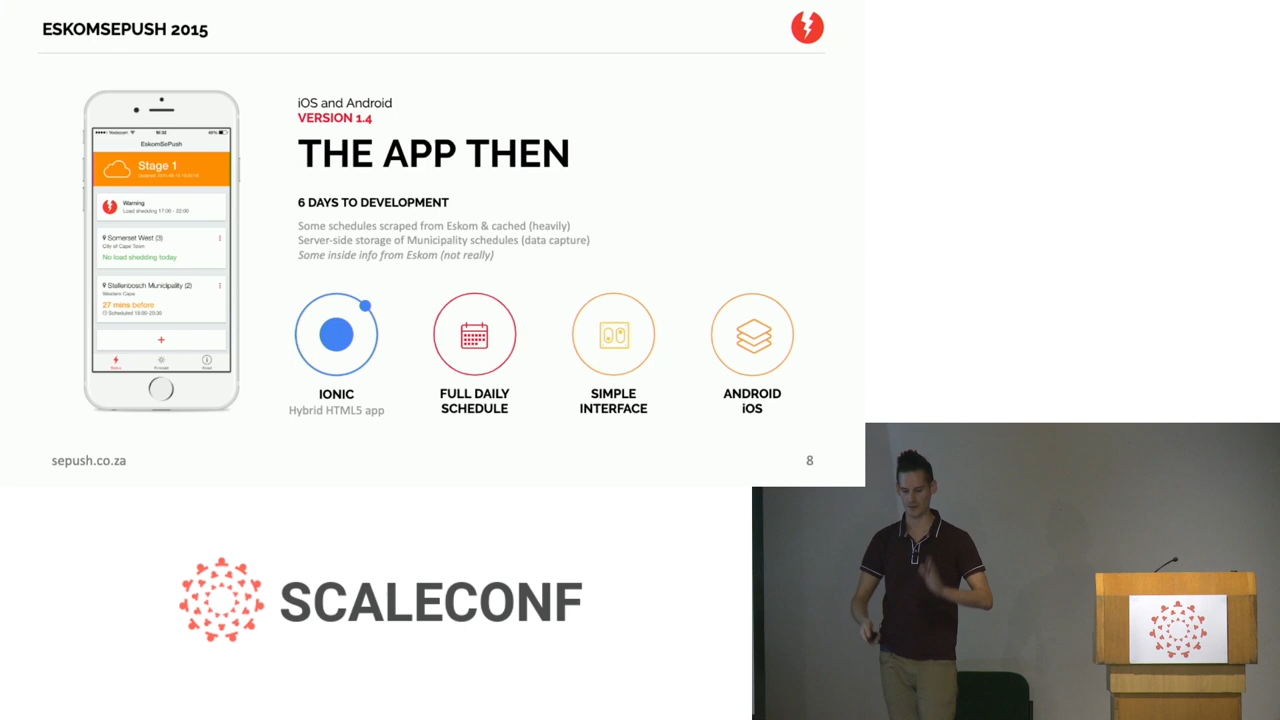 ESKOMSEPUSH 2015
iOS and Android
VERSION 1.4
THE APP THEN
6 DAYS TO DEVELOPMENT
Some schedules scraped from Eskom & cached (heavily)
Server-side storage of Municipality schedules (data capture)
Some inside info from Eskom (not really)
EskomSePush
Stage 1
Warning
Load shedding 17:00 - 22:00
Somerset West (3)
City of Cape Town
No load shedding today
Stellenbosch Municipality (2)
Western Cape
27 mins before
Scheduled 18:00-20:30
+
IONIC
Hybrid HTML5 app
FULL DAILY
SCHEDULE
SIMPLE
INTERFACE
ANDROID
iOS
sepush.co.za
8
SCALECONF